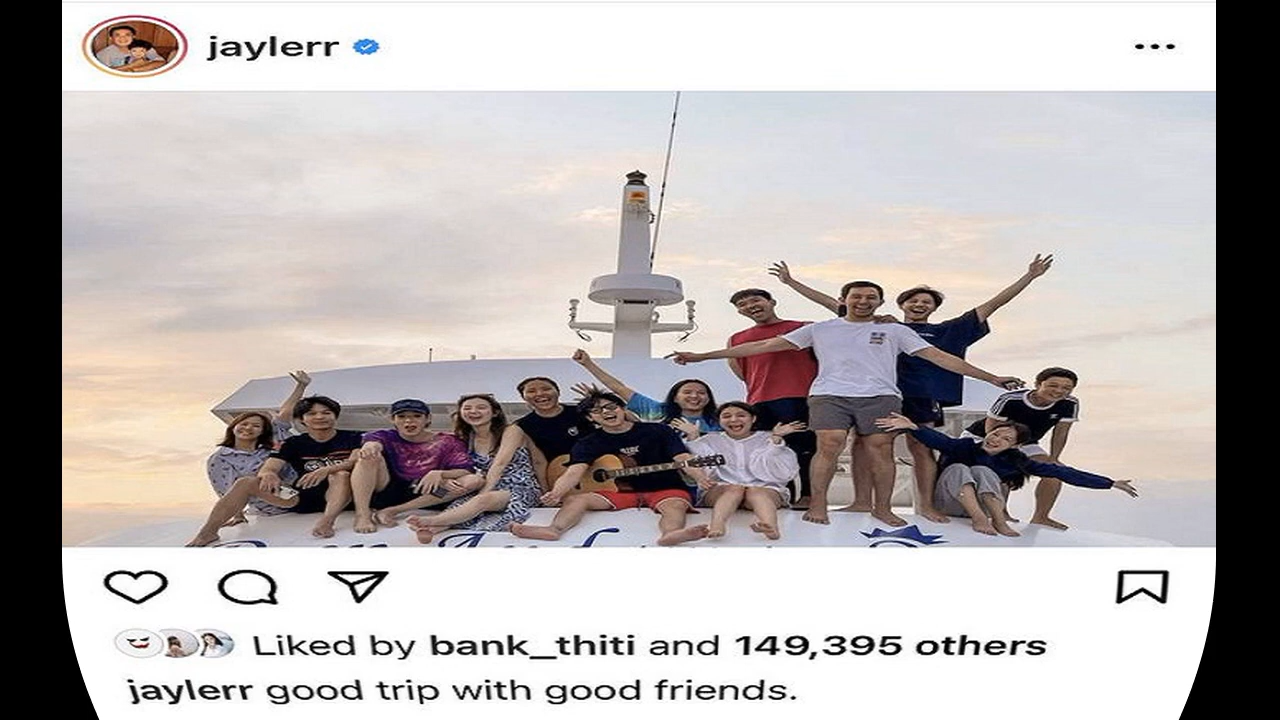 jaylerr
Liked by bank_thiti and 149,395 others
jaylerr good trip with good friends.